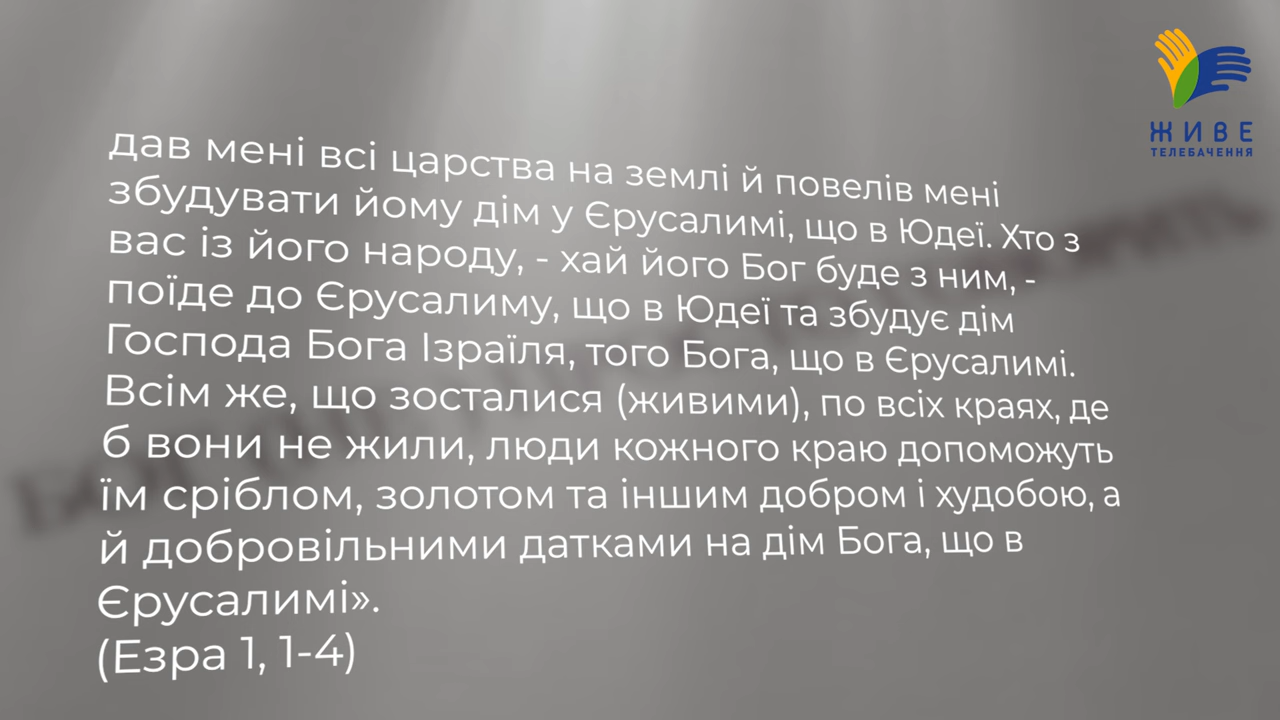 ЖИВЕ
ТЕЛЕБАЧЕННЯ
дав мені всі царства на землі й повелів мені
збудувати йому дім у Єрусалимі, що в Юдеї. Хто з
вас із його народу, - хай його Бог буде з ним, -
поїде до Єрусалиму, що в Юдеї та збудує дім
Господа Бога Ізраїля, того Бога, що в Єрусалимі.
Всім же, що зосталися (живими), по всіх краях, де
б вони не жили, люди кожного краю допоможуть
їм сріблом, золотом та іншим добром і худобою, а
й добровільними датками на дім Бога, що в
Єрусалимі».
(Езра 1, 1-4)